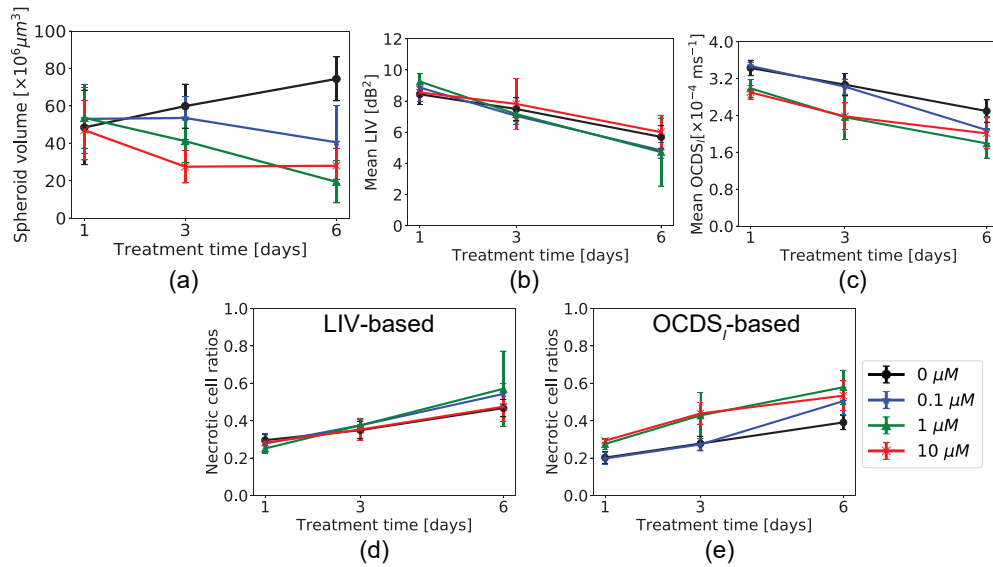 Spheroid volume [×10⁶μm³]
100
80
60
40
20
0
1
3
6
Treatment time [days]
(a)
Mean LIV [dB²]
12
10
8
6
4
2
0
1
3
6
Treatment time [days]
(b)
Mean OCDSₗ[×10⁻⁴ ms⁻¹]
4.0
3.2
2.4
1.6
0.8
0.0
1
3
6
Treatment time [days]
(c)
LIV-based
Necrotic cell ratios
1.0
0.8
0.6
0.4
0.2
0.0
1
3
6
Treatment time [days]
(d)
OCDSₗ-based
Necrotic cell ratios
1.0
0.8
0.6
0.4
0.2
0.0
1
3
6
Treatment time [days]
(e)
0 μM
0.1 μM
1 μM
10 μM